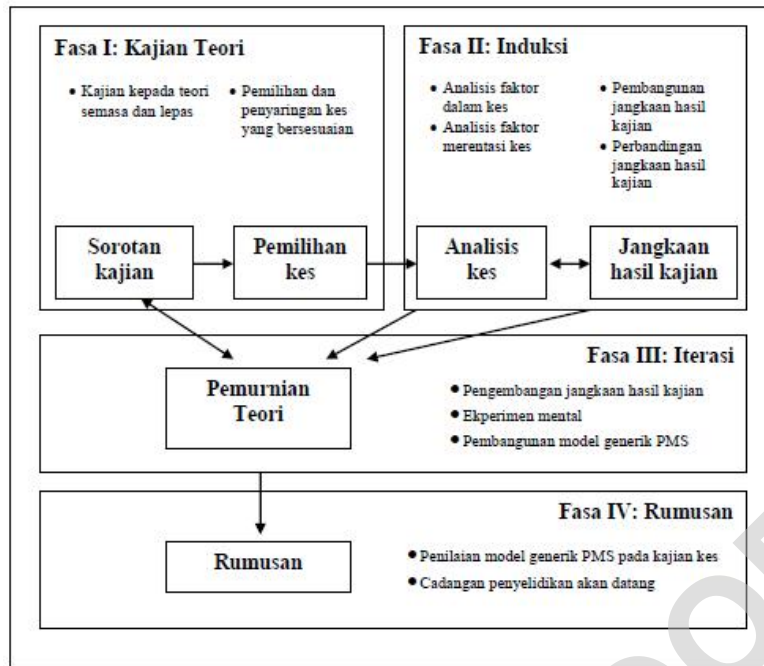 Fasa I: Kajian Teori
• Kajian kepada teori
semasa dan lepas
• Pemilihan dan
penyaringan kes
yang bersesuaian
Sorotan
kajian
Pemilihan
kes
Fasa II: Induksi
• Analisis faktor
dalam kes
• Analisis faktor
merentasi kes
• Pembangunan
jangkaan hasil
kajian
• Perbandingan
jangkaan hasil
kajian
Analisis
kes
Jangkaan
hasil kajian
Fasa III: Iterasi
Pemurnian
Teori
• Pengembangan jangkaan hasil kajian
• Ekperimen mental
• Pembangunan model generik PMS
Fasa IV: Rumusan
Rumusan
• Penilaian model generik PMS pada kajian kes
• Cadangan penyelidikan akan datang